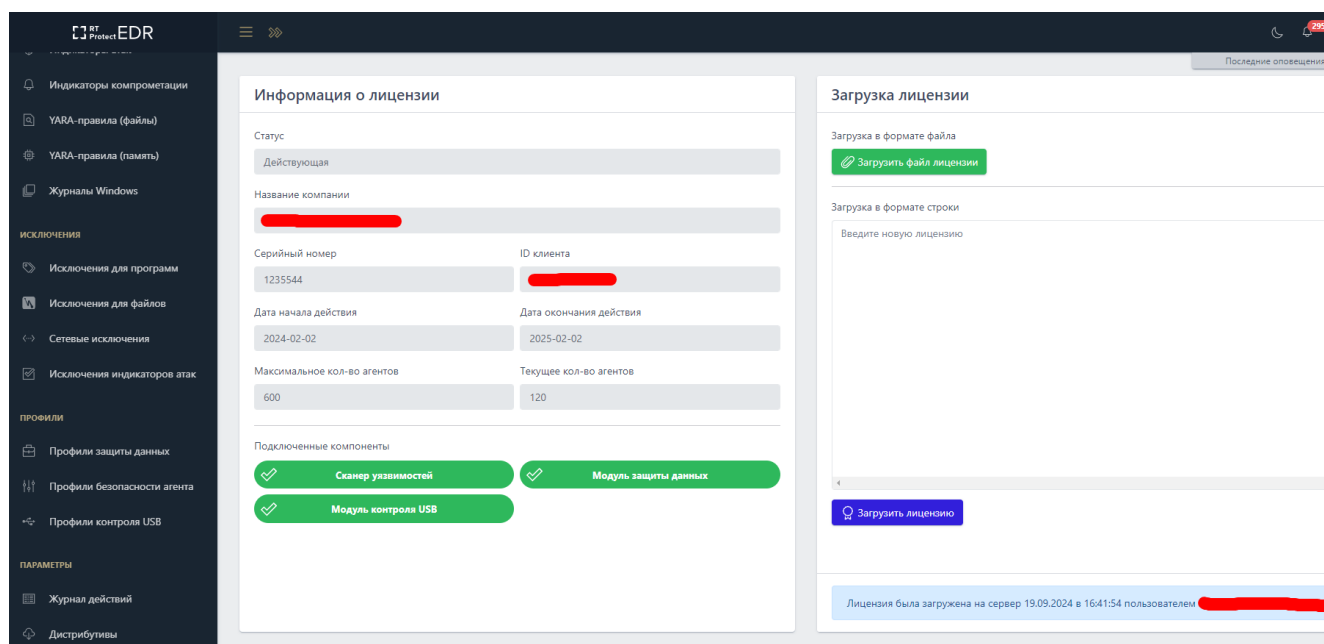 RT Protect EDR
295
Последние оповещения
Индикаторы компрометации
YARA-правила (файлы)
YARA-правила (память)
Журналы Windows
ИСКЛЮЧЕНИЯ
Исключения для программ
Исключения для файлов
Сетевые исключения
Исключения индикаторов атак
ПРОФИЛИ
Профили защиты данных
Профили безопасности агента
Профили контроля USB
ПАРАМЕТРЫ
Журнал действий
Дистрибутивы
Информация о лицензии
Статус
Действующая
Название компании
Серийный номер
ID клиента
1235544
Дата начала действия
Дата окончания действия
2024-02-02
2025-02-02
Максимальное кол-во агентов
Текущее кол-во агентов
600
120
Подключенные компоненты
Сканер уязвимостей
Модуль защиты данных
Модуль контроля USB
Загрузка лицензии
Загрузка в формате файла
Загрузить файл лицензии
Загрузка в формате строки
Введите новую лицензию
Загрузить лицензию
Лицензия была загружена на сервер 19.09.2024 в 16:41:54 пользователем